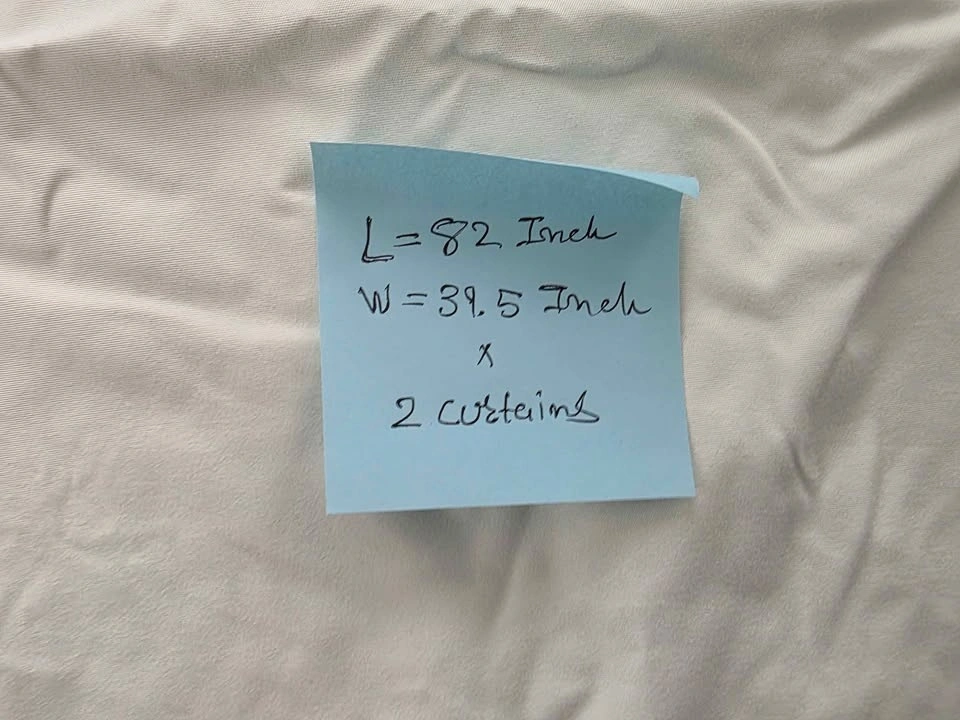 L = 82 Inch
W = 39.5 Inch
x
2 curtains